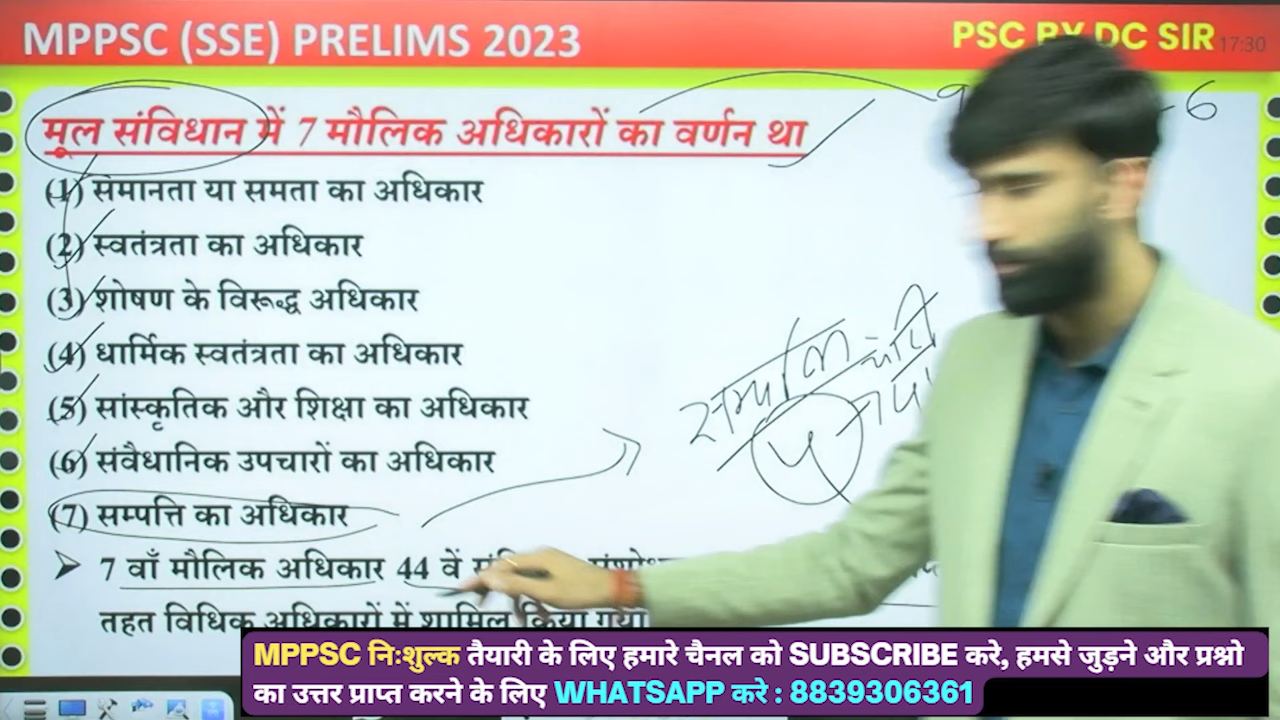 MPPSC (SSE) PRELIMS 2023
PSC BY DC SIR 17:30
6
मूल संविधान में 7 मौलिक अधिकारों का वर्णन था
(1) समानता या समता का अधिकार
(2) स्वतंत्रता का अधिकार
(3) शोषण के विरूद्ध अधिकार
(4) धार्मिक स्वतंत्रता का अधिकार
(5) सांस्कृतिक और शिक्षा का अधिकार
(6) संवैधानिक उपचारों का अधिकार
(7) सम्पत्ति का अधिकार
➢ 7 वाँ मौलिक अधिकार 44 वें
तहत विधिक अधिकारों में शामिल किया गया
MPPSC निःशुल्क तैयारी के लिए हमारे चैनल को SUBSCRIBE करे, हमसे जुड़ने और प्रश्नो
का उत्तर प्राप्त करने के लिए WHATSAPP करे : 8839306361